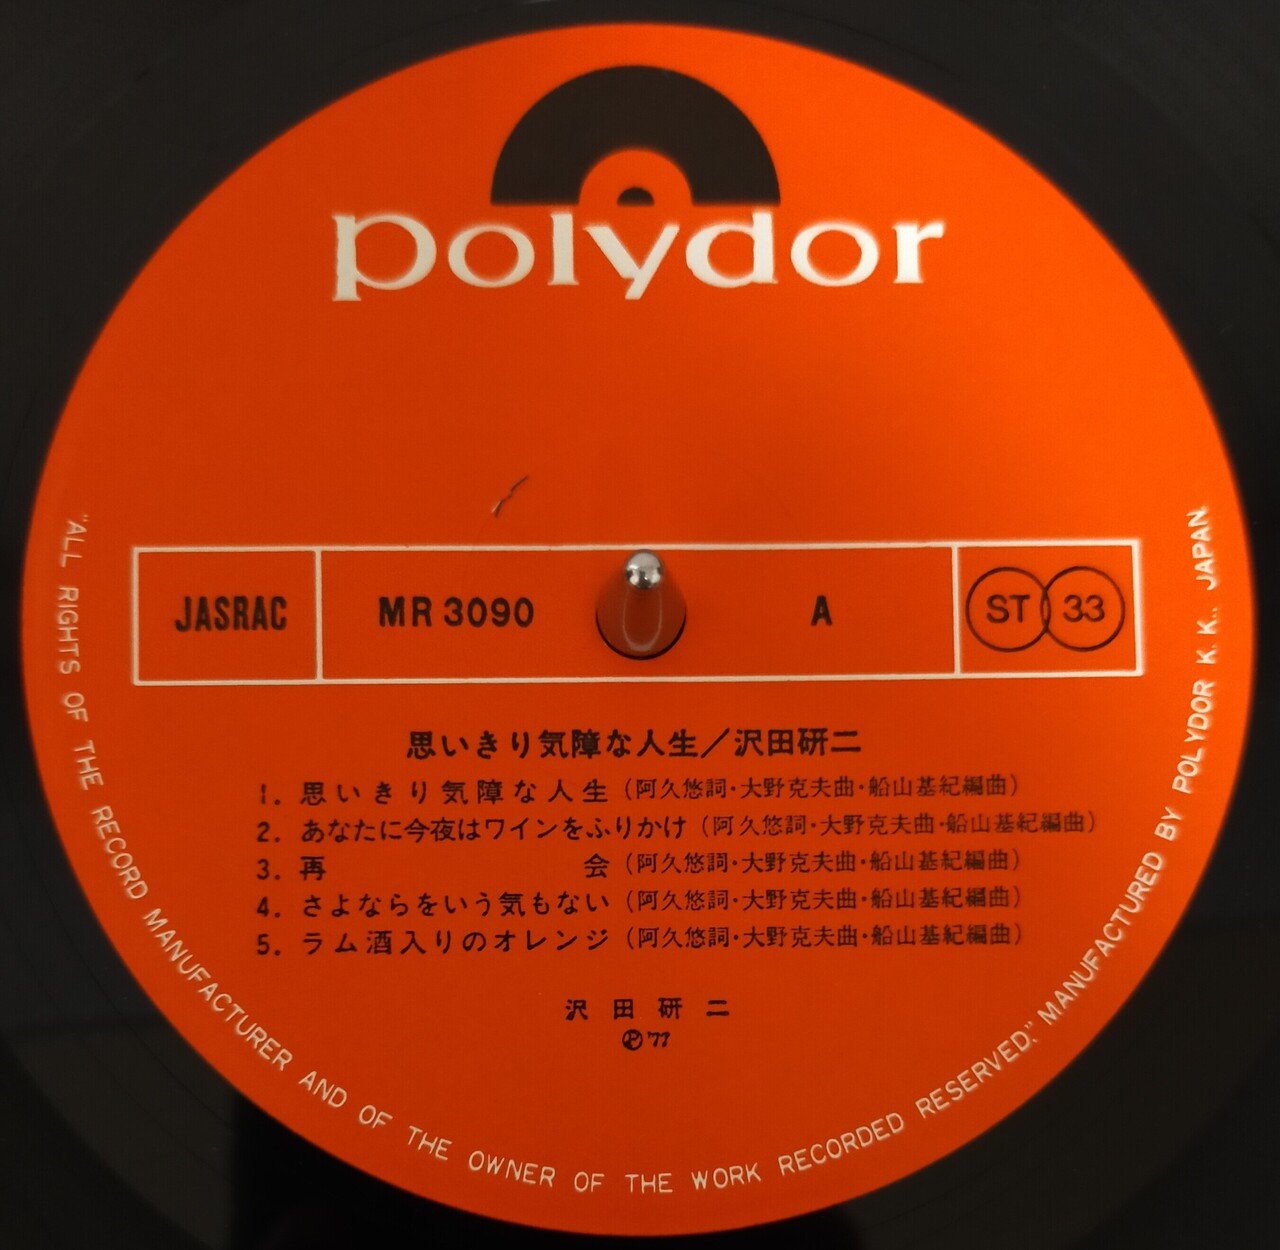 polydor
JASRAC MR 3090 A ST 33
思いきり気障な人生/沢田研二
1. 思いきり気障な人生 (阿久悠詞・大野克夫曲・船山基紀編曲)
2. あなたに今夜はワインをふりかけ (阿久悠詞・大野克夫曲・船山基紀編曲)
3. 再会 (阿久悠詞・大野克夫曲・船山基紀編曲)
4. さよならをいう気もない (阿久悠詞・大野克夫曲・船山基紀編曲)
5. ラム酒入りのオレンジ (阿久悠詞・大野克夫曲・船山基紀編曲)
沢田研二
Ⓟ'77
"ALL RIGHTS OF THE RECORD MANUFACTURER AND OF THE OWNER OF THE WORK RECORDED RESERVED." MANUFACTURED BY POLYDOR K.K., JAPAN.